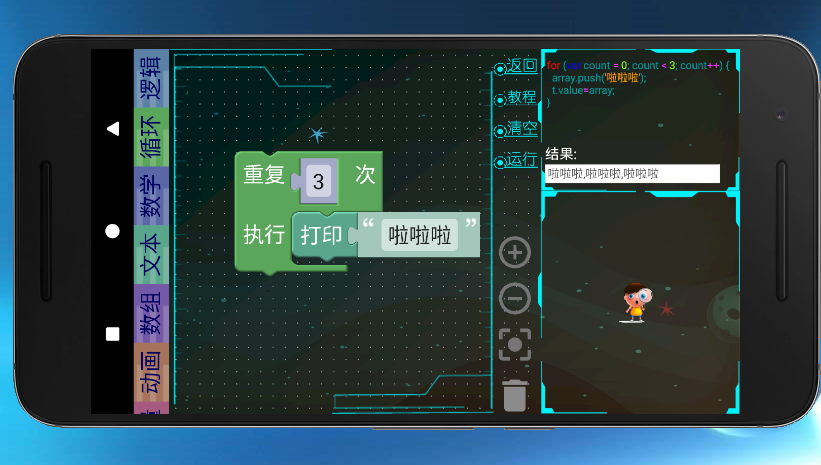 逻辑
循环
数学
文本
数组
动画
重复 3 次
执行 打印 “ 啦啦啦 ”
返回
教程
清空
运行
for (var count = 0; count < 3; count++) {
array.push('啦啦啦');
t.value=array;
}
结果:
啦啦啦,啦啦啦,啦啦啦